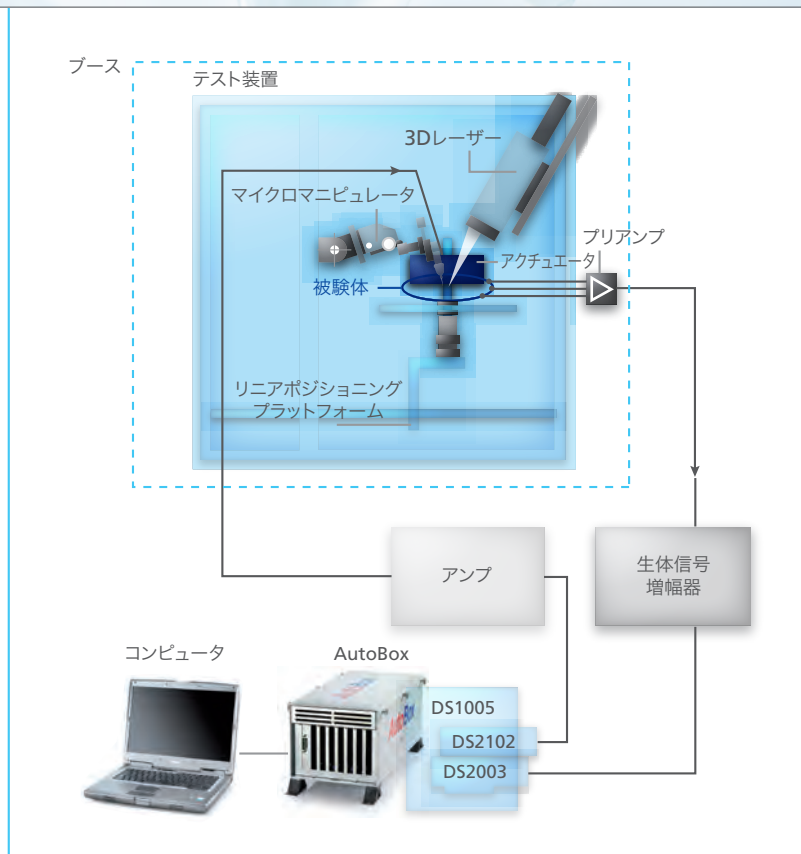 ブース
テスト装置
3Dレーザー
マイクロマニピュレータ
プリアンプ
アクチュエータ
被験体
リニアポジショニング
プラットフォーム
アンプ
生体信号
増幅器
コンピュータ
AutoBox
DS1005
DS2102
DS2003
AutoBox